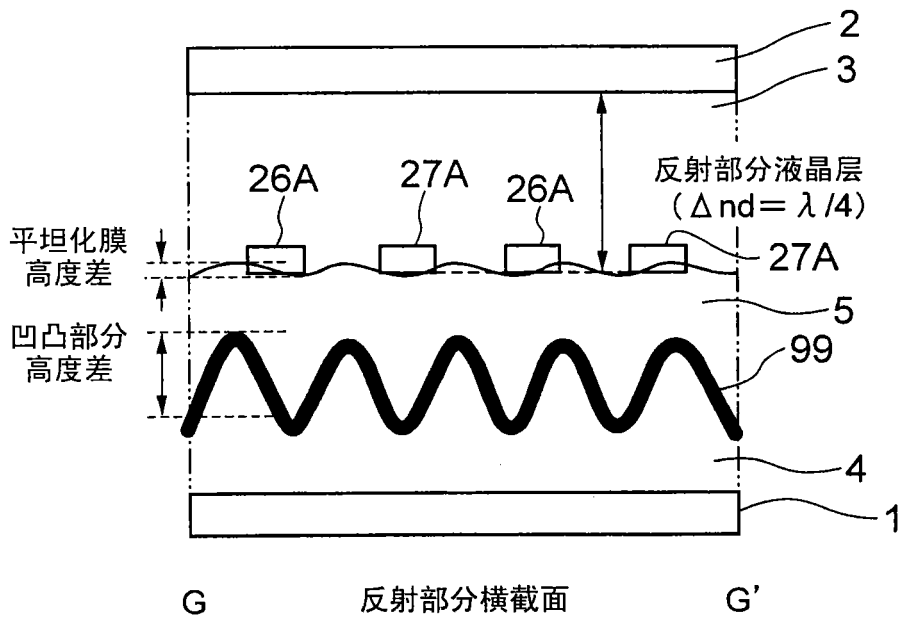 2
3
26A
27A
26A
反射部分液晶层
(Δnd=λ/4)
27A
平坦化膜
高度差
5
凹凸部分
高度差
99
4
1
G
反射部分横截面
G'